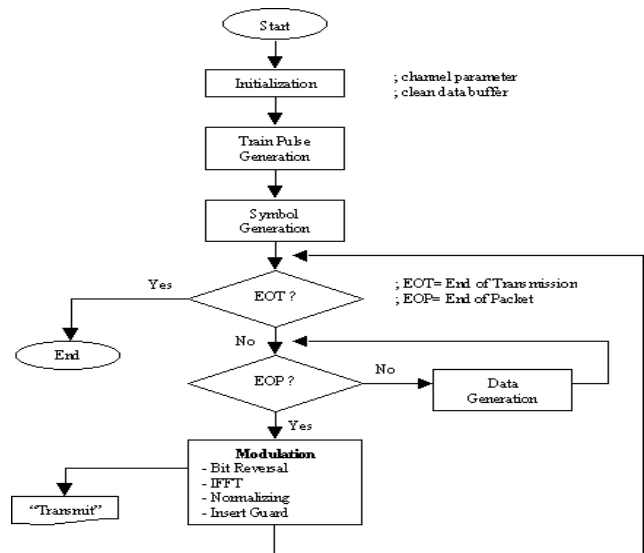 Start
Initialization
; channel parameter
; clean data buffer
Train Pulse
Generation
Symbol
Generation
Yes
EOT ?
; EOT= End of Transmission
; EOP= End of Packet
End
No
EOP ?
No
Data
Generation
Yes
Modulation
- Bit Reversal
- IFFT
- Normalizing
- Insert Guard
“Transmit”